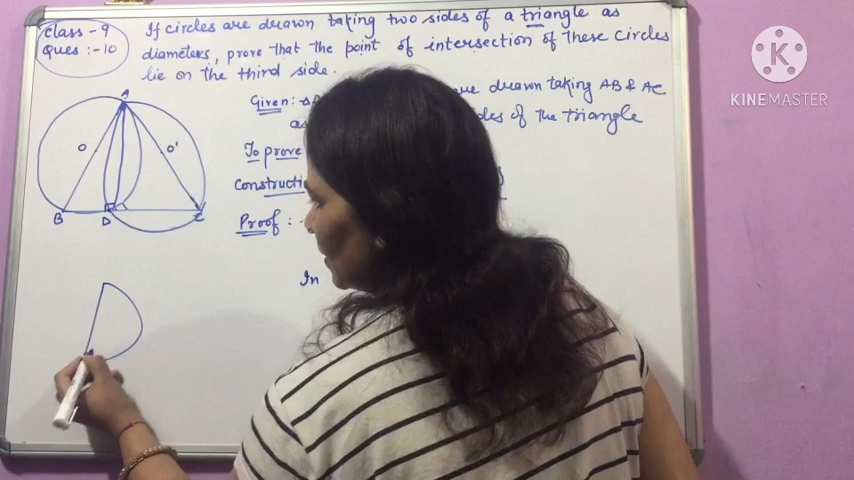 Class - 9
Ques :- 10
If circles are drawn taking two sides of a triangle as
diameters, prove that the point of intersection of these circles
lie on the third side.
Given :- drawn taking AB & AC
as sides of the triangle
To prove
Constructi
Proof : -
In
A
O
O'
B
D
C
K
KINEMASTER